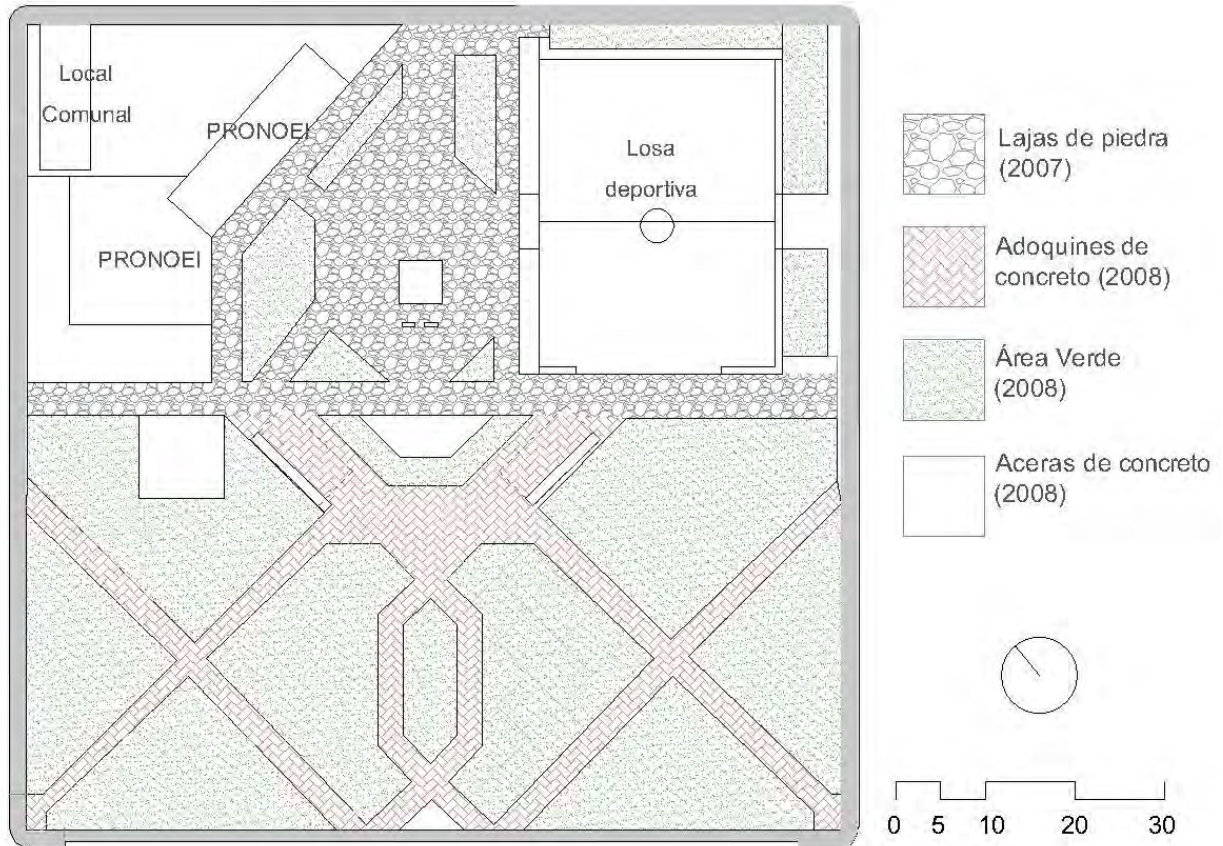 Local
Comunal
PRONOEI
PRONOEI
Losa
deportiva
Lajas de piedra
(2007)
Adoquines de
concreto (2008)
Área Verde
(2008)
Aceras de concreto
(2008)
0 5 10 20 30